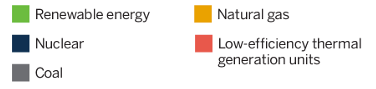 Renewable energy
Nuclear
Coal
Natural gas
Low-efficiency thermal
generation units